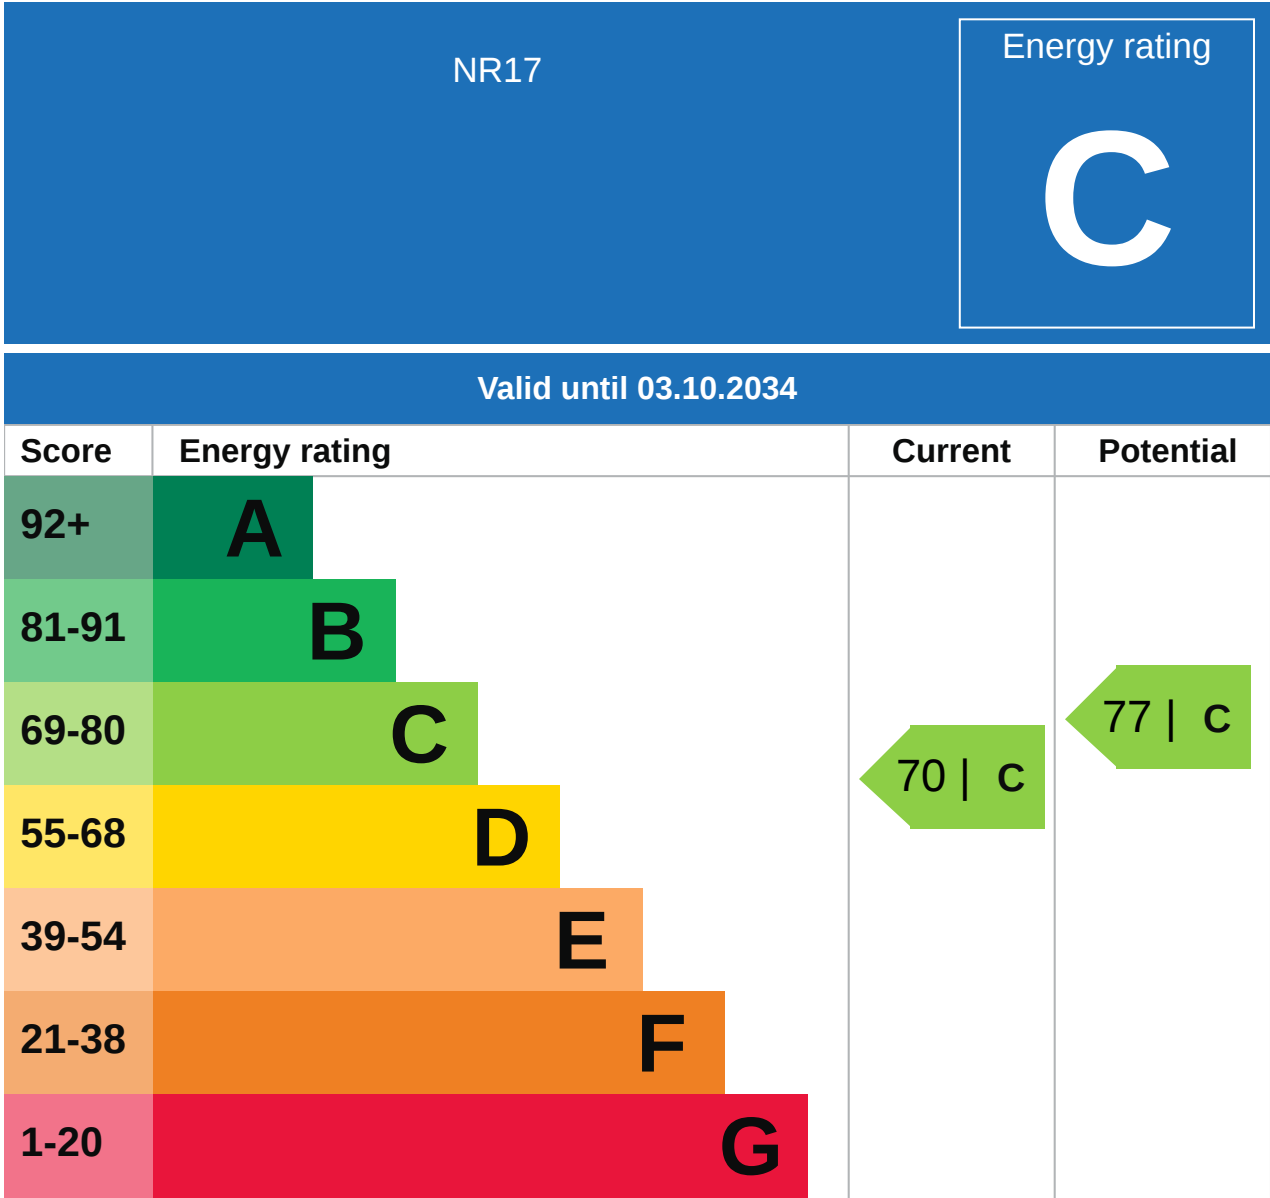 NR17
Energy rating
C
Valid until 03.10.2034
Score Energy rating Current Potential
92+ A
81-91 B
69-80 C
77 | C
70 | C
55-68 D
39-54 E
21-38 F
1-20 G